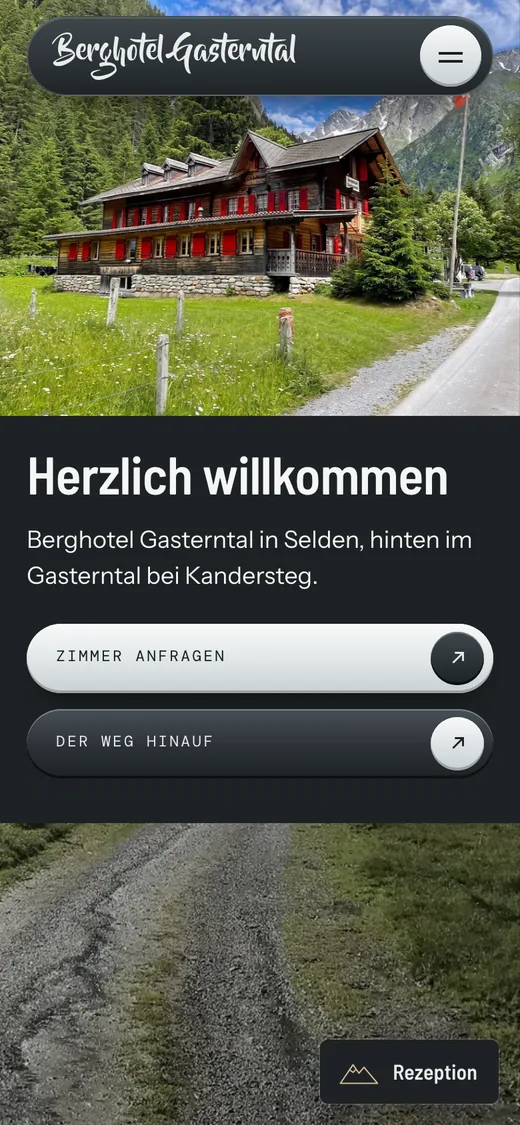 Berghotel Gasterntal
Herzlich willkommen
Berghotel Gasterntal in Selden, hinten im
Gasterntal bei Kandersteg.
ZIMMER ANFRAGEN
DER WEG HINAUF
Rezeption